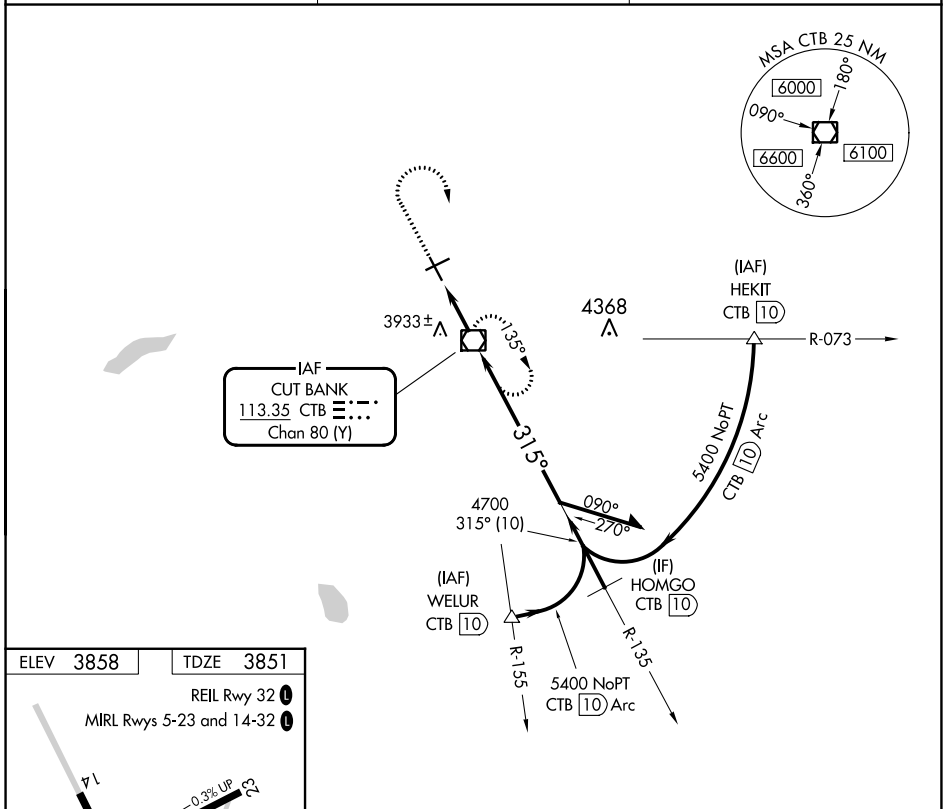 MSA CTB 25 NM
6000
180°
090°
6600
6100
360°
(IAF)
HEKIT
CTB 10
4368
3933±
R-073
135°
IAF
CUT BANK
113.35 CTB
Chan 80 (Y)
315°
5400 NoPT
CTB 10 Arc
4700
315° (10)
090°
270°
(IAF)
WELUR
CTB 10
(IF)
HOMGO
CTB 10
R-155
R-135
5400 NoPT
CTB 10 Arc
ELEV 3858
TDZE 3851
REIL Rwy 32 L
MIRL Rwys 5-23 and 14-32 L
14
0.3% UP
23